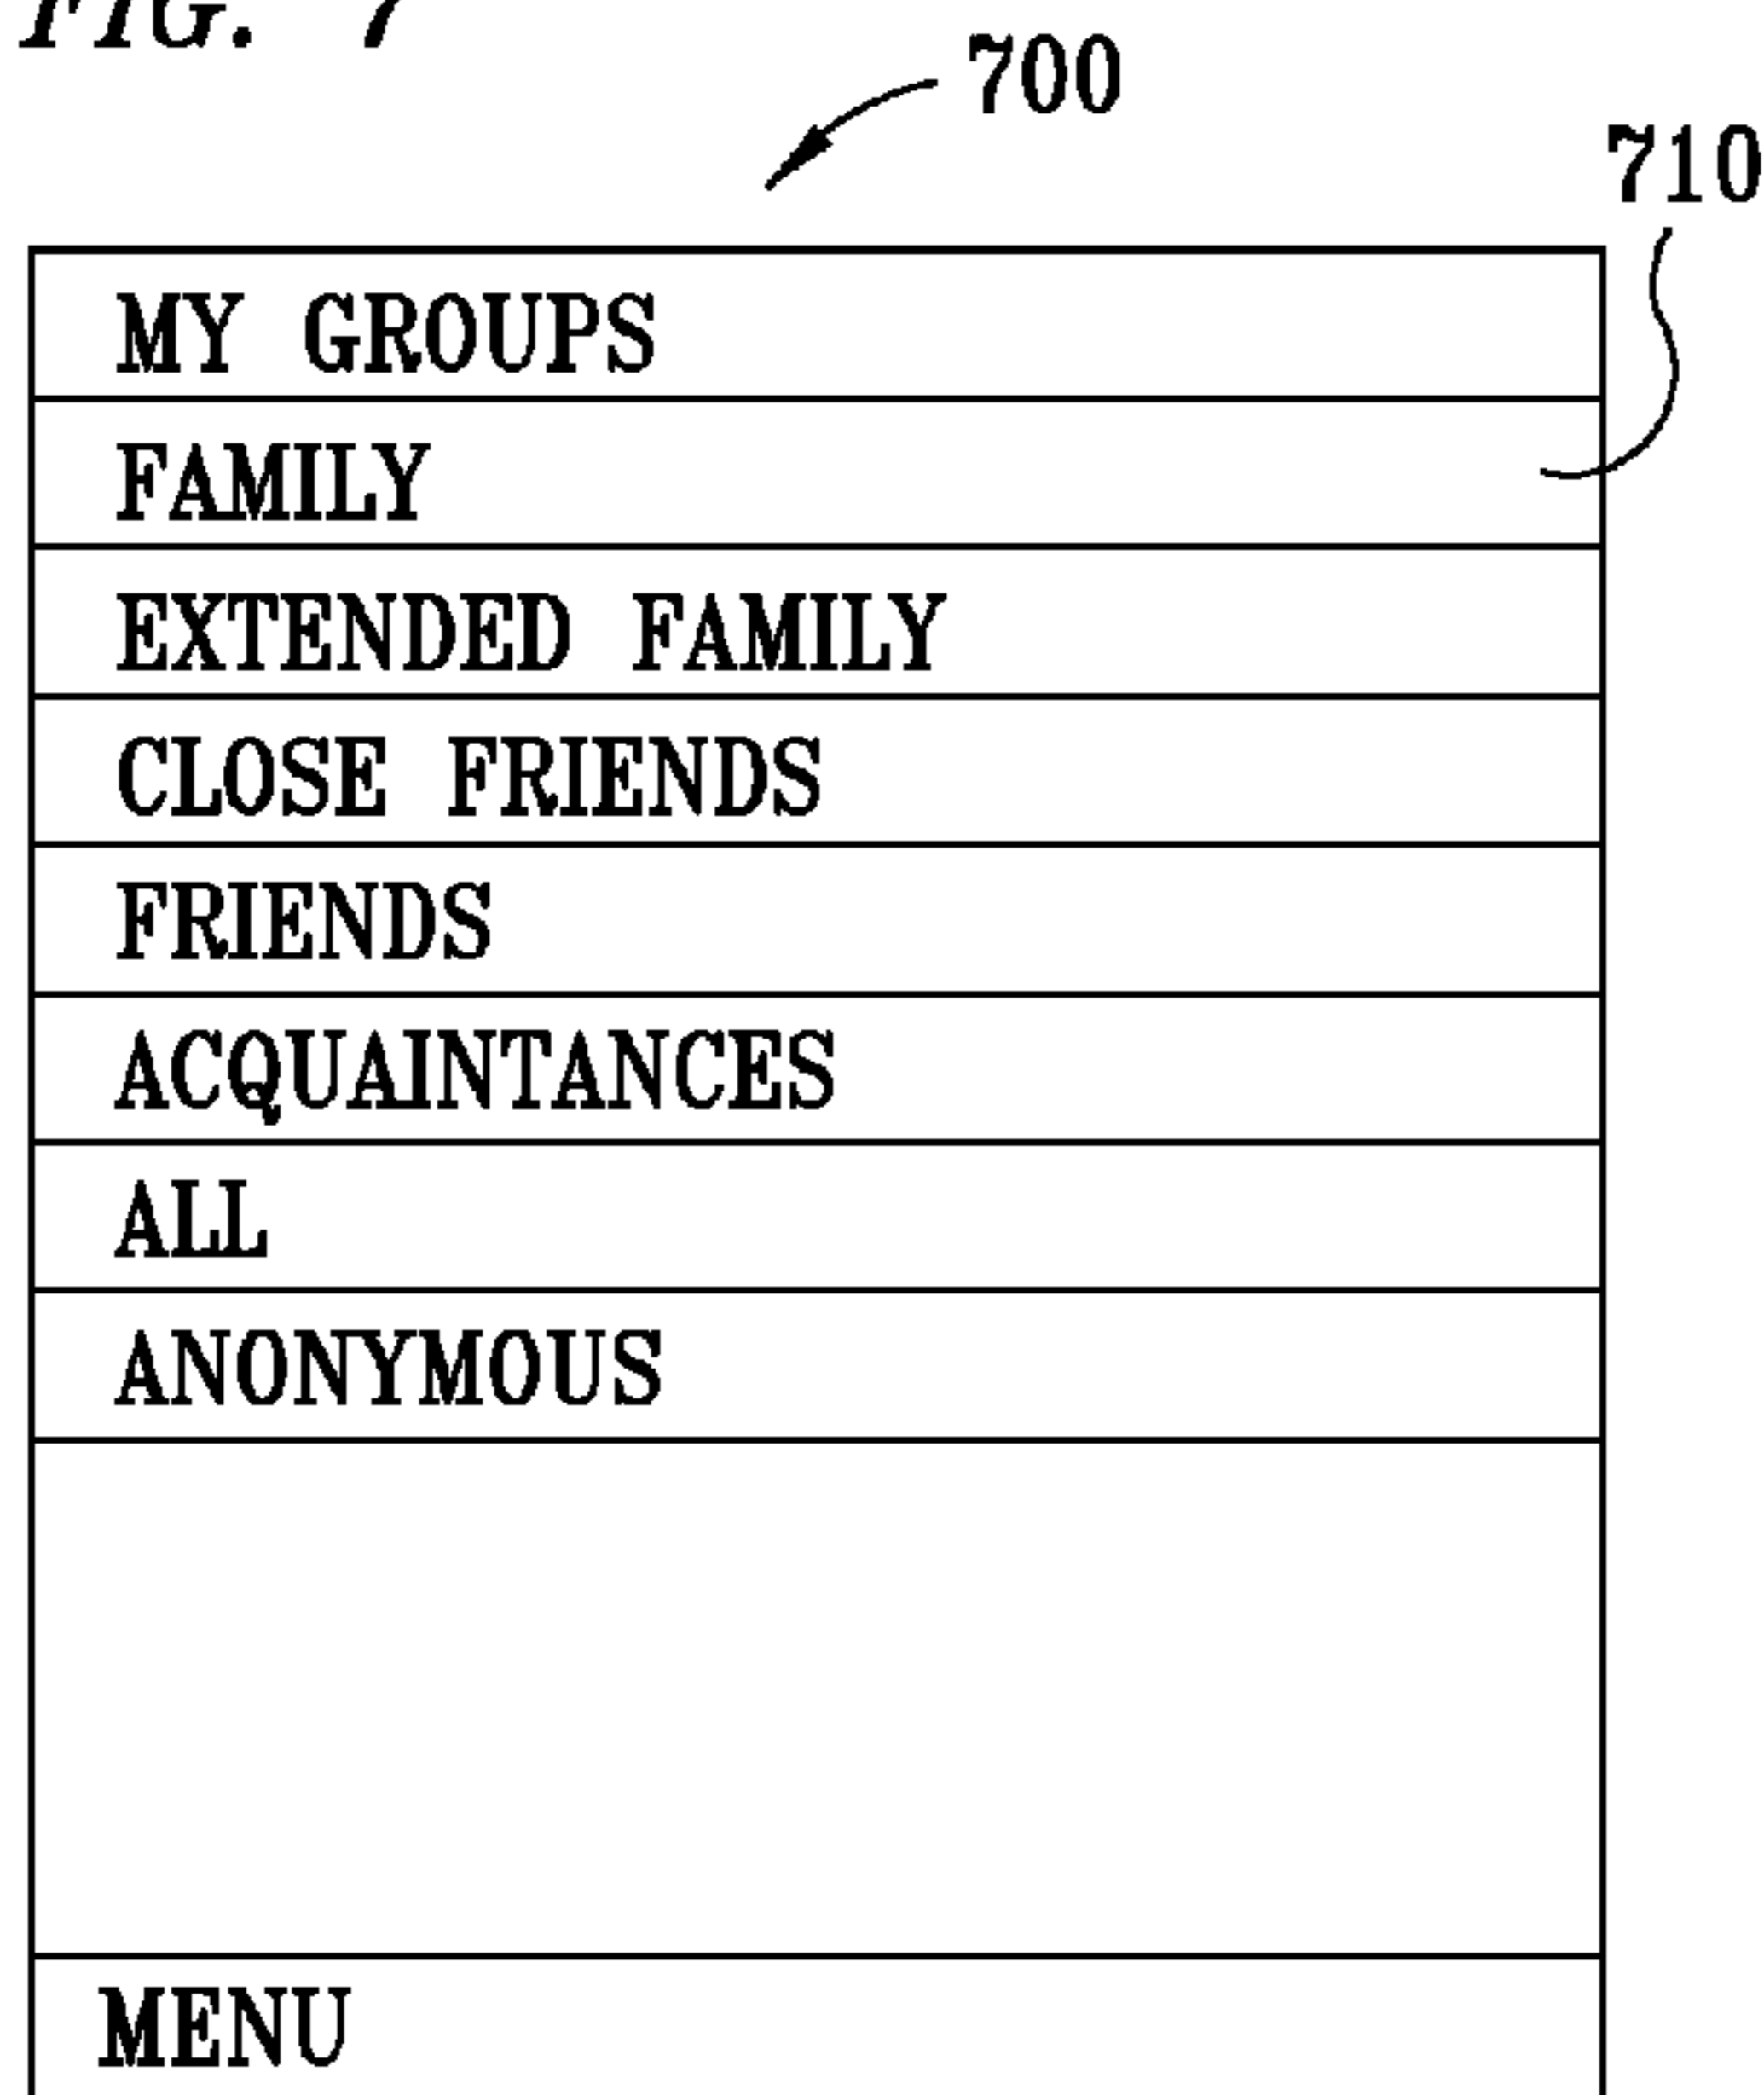 FIG. 7
700
710
MY GROUPS
FAMILY
EXTENDED FAMILY
CLOSE FRIENDS
FRIENDS
ACQUAINTANCES
ALL
ANONYMOUS
MENU